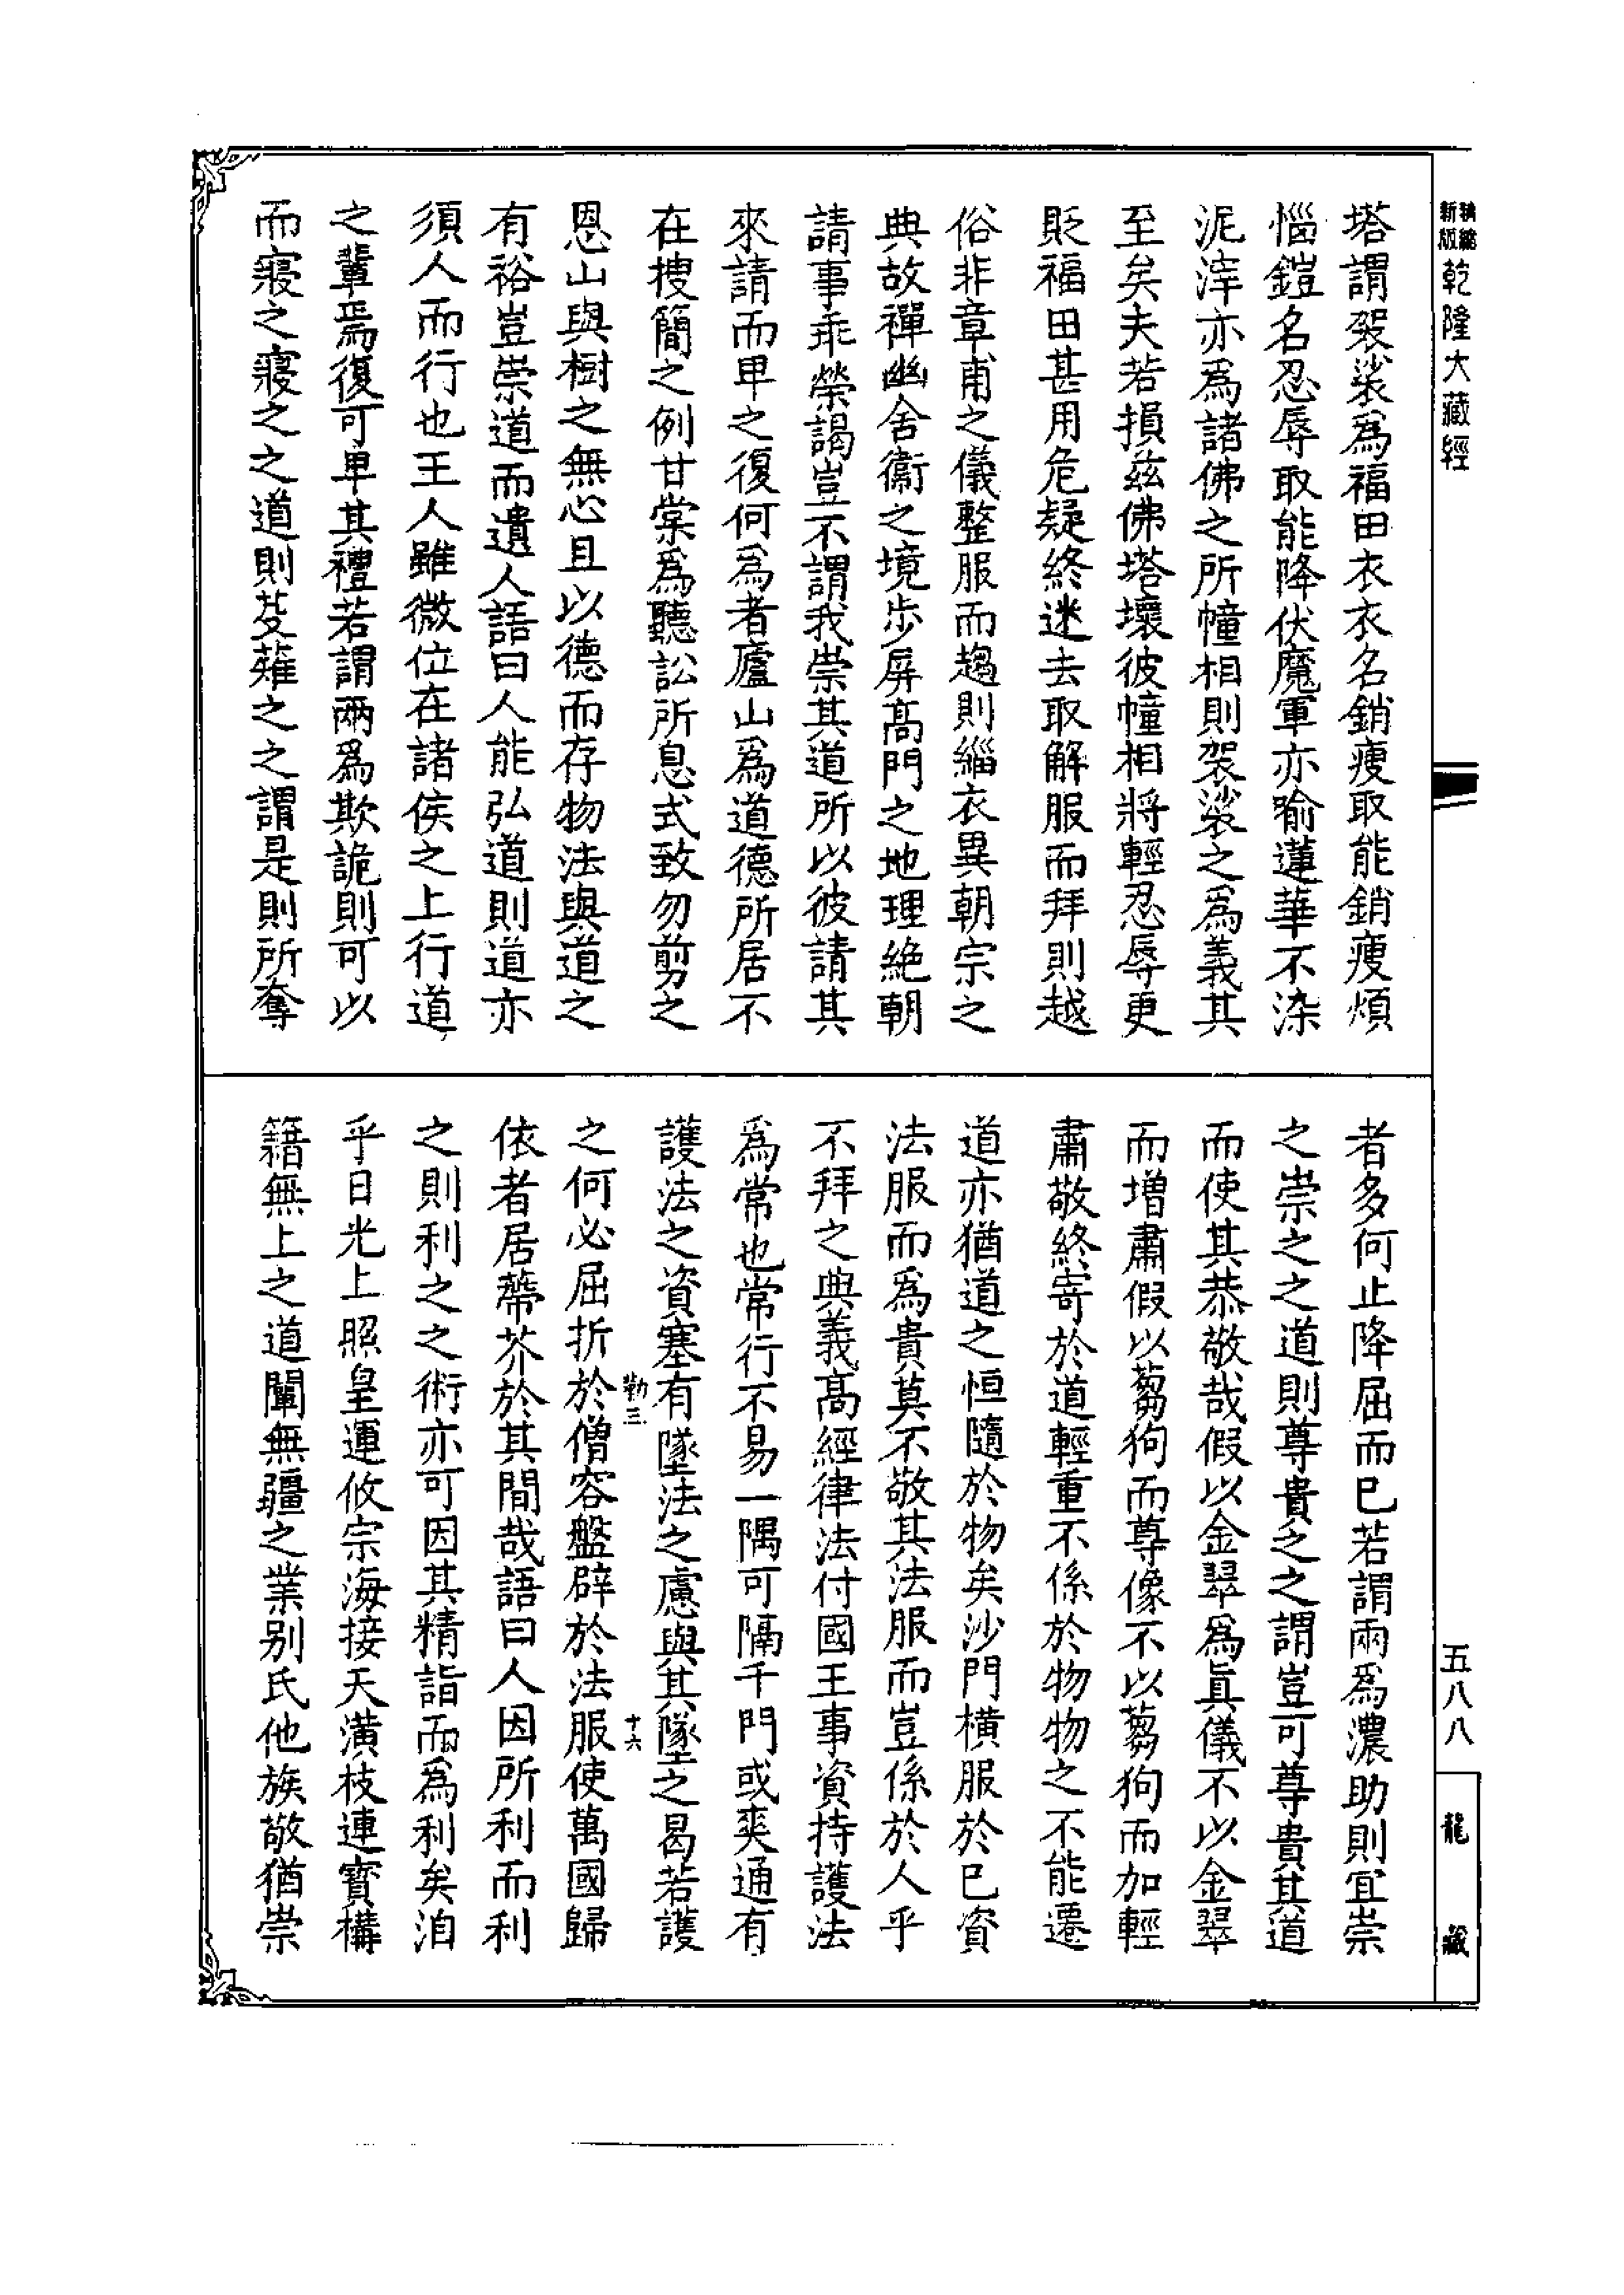 新版精縮乾隆大藏經
塔謂袈裟為福田衣衣名銷瘦取能銷瘦煩
惱鎧名忍辱取能降伏魔軍亦喻蓮華不染
泥滓亦為諸佛之所幢相則袈裟之為義其
至矣夫若損茲佛塔壞彼幢相將輕忍辱更
貶福田甚用危疑終迷去取解服而拜則越
俗非章甫之儀整服而趨則緇衣異朝宗之
典故禪幽舍衞之境步屏高門之地理絶朝
請事乖榮謁豈不謂我崇其道所以彼請其
來請而卑之復何為者廬山為道德所居不
在搜簡之例甘棠為聽訟所息式致勿剪之
恩山與樹之無心且以德而存物法與道之
有裕豈崇道而遺人語曰人能弘道則道亦
須人而行也王人雖微位在諸侯之上行道
之輩焉復可卑其禮若謂兩為欺詭則可以
而寢之寢之之道則芟薙之之謂是則所奪
者多何止降屈而已若謂兩為濃助則宜崇
之崇之之道則尊貴之之謂豈可尊貴其道
而使其恭敬哉假以金翠為眞儀不以金翠
而增肅假以蒭狗而尊像不以蒭狗而加輕
肅敬終寄於道輕重不係於物物之不能遷
道亦猶道之恒隨於物矣沙門橫服於已資
法服而為貴莫不敬其法服而豈係於人乎
不拜之典義高經律法付國王事資持護法
為常也常行不易一隅可隔千門或爽通有
護法之資塞有墜法之慮與其墜之曷若護
勒三
十六
之何必屈折於僧容盤辟於法服使萬國歸
依者居蔕芥於其間哉語曰人因所利而利
之則利之之術亦可因其精詣而為利矣洎
乎日光上照皇運攸宗海接天潢枝連寶構
籍無上之道闡無疆之業别氏他族敬猶崇
五八八
龍藏